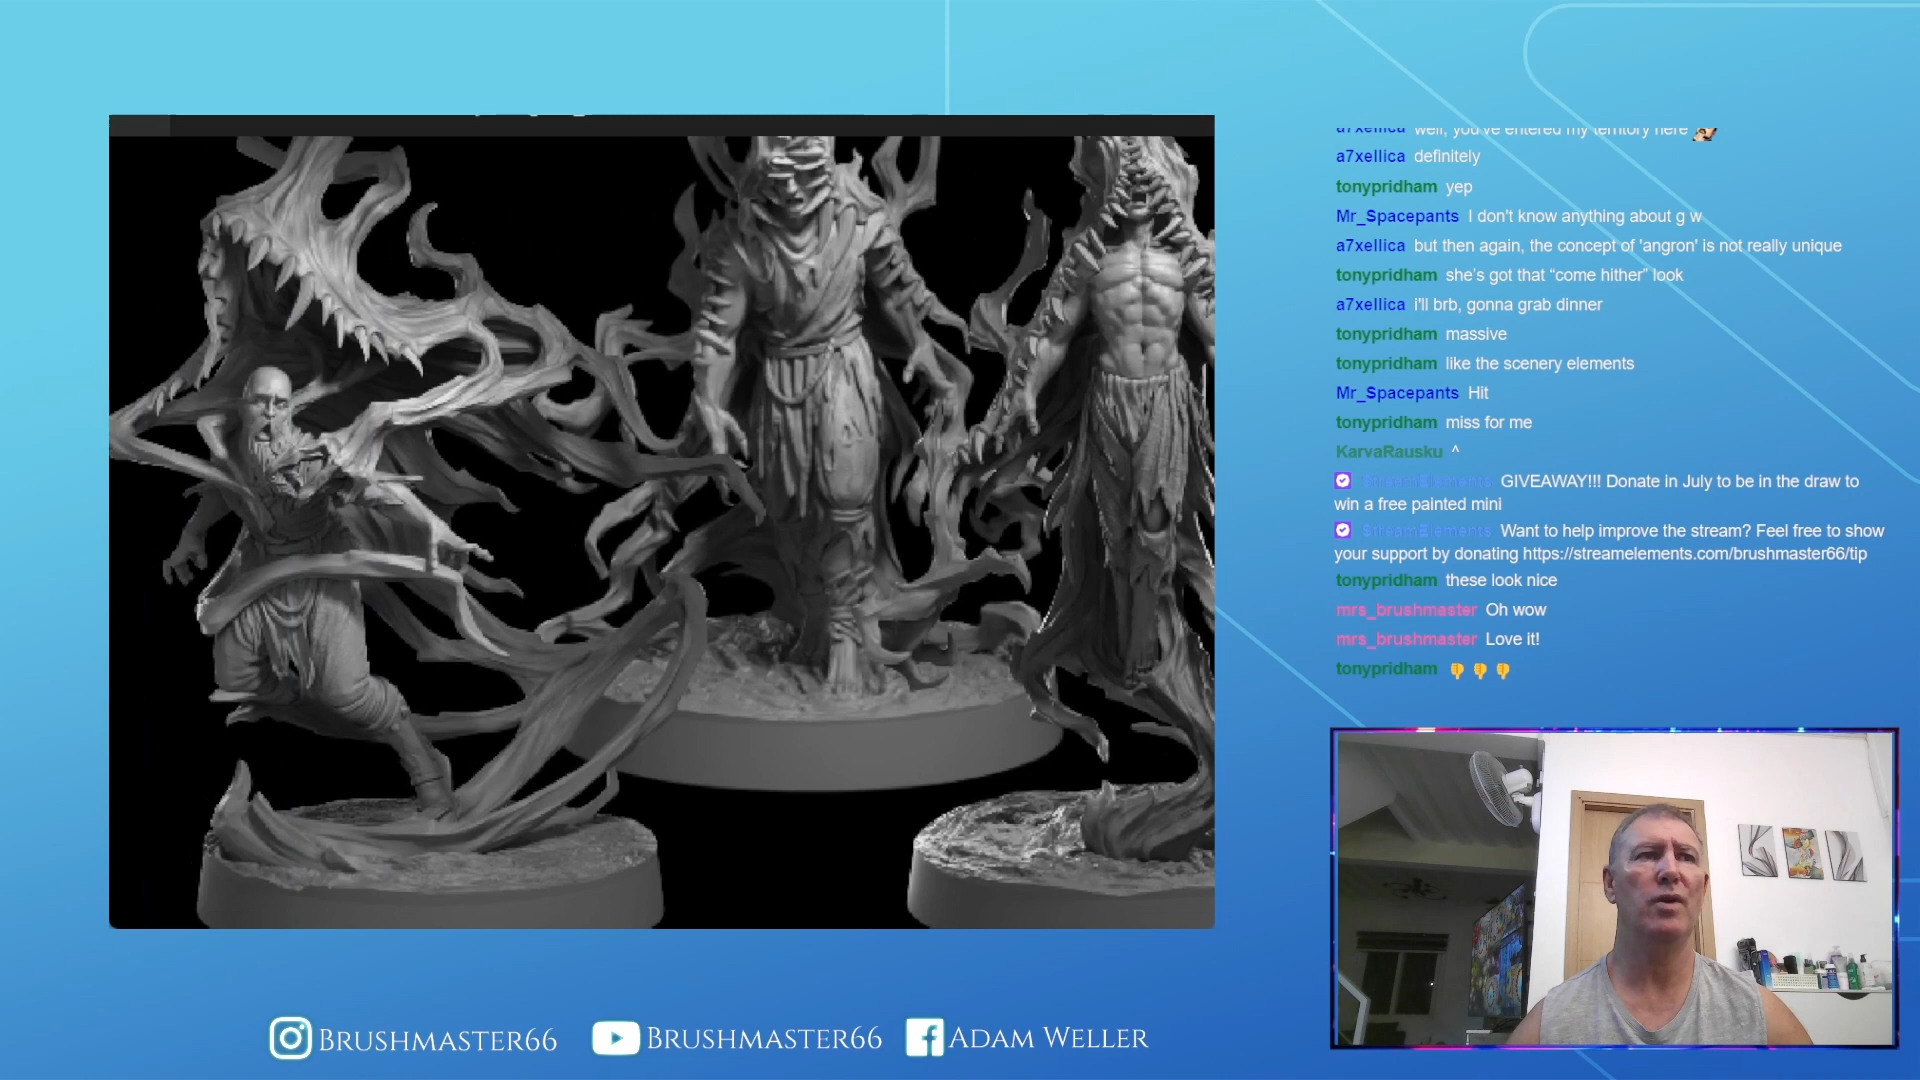 a7xellica well, you've entered my territory here
a7xellica definitely
tonypridham yep
Mr_Spacepants I don't know anything about g w
a7xellica but then again, the concept of 'angron' is not really unique
tonypridham she's got that “come hither” look
a7xellica i'll brb, gonna grab dinner
tonypridham massive
tonypridham like the scenery elements
Mr_Spacepants Hit
tonypridham miss for me
KarvaRausku ^
StreamElements GIVEAWAY!!! Donate in July to be in the draw to
win a free painted mini
StreamElements Want to help improve the stream? Feel free to show
your support by donating https://streamelements.com/brushmaster66/tip
tonypridham these look nice
mrs_brushmaster Oh wow
mrs_brushmaster Love it!
tonypridham 👎 👎 👎
BRUSHMASTER66 BRUSHMASTER66 ADAM WELLER